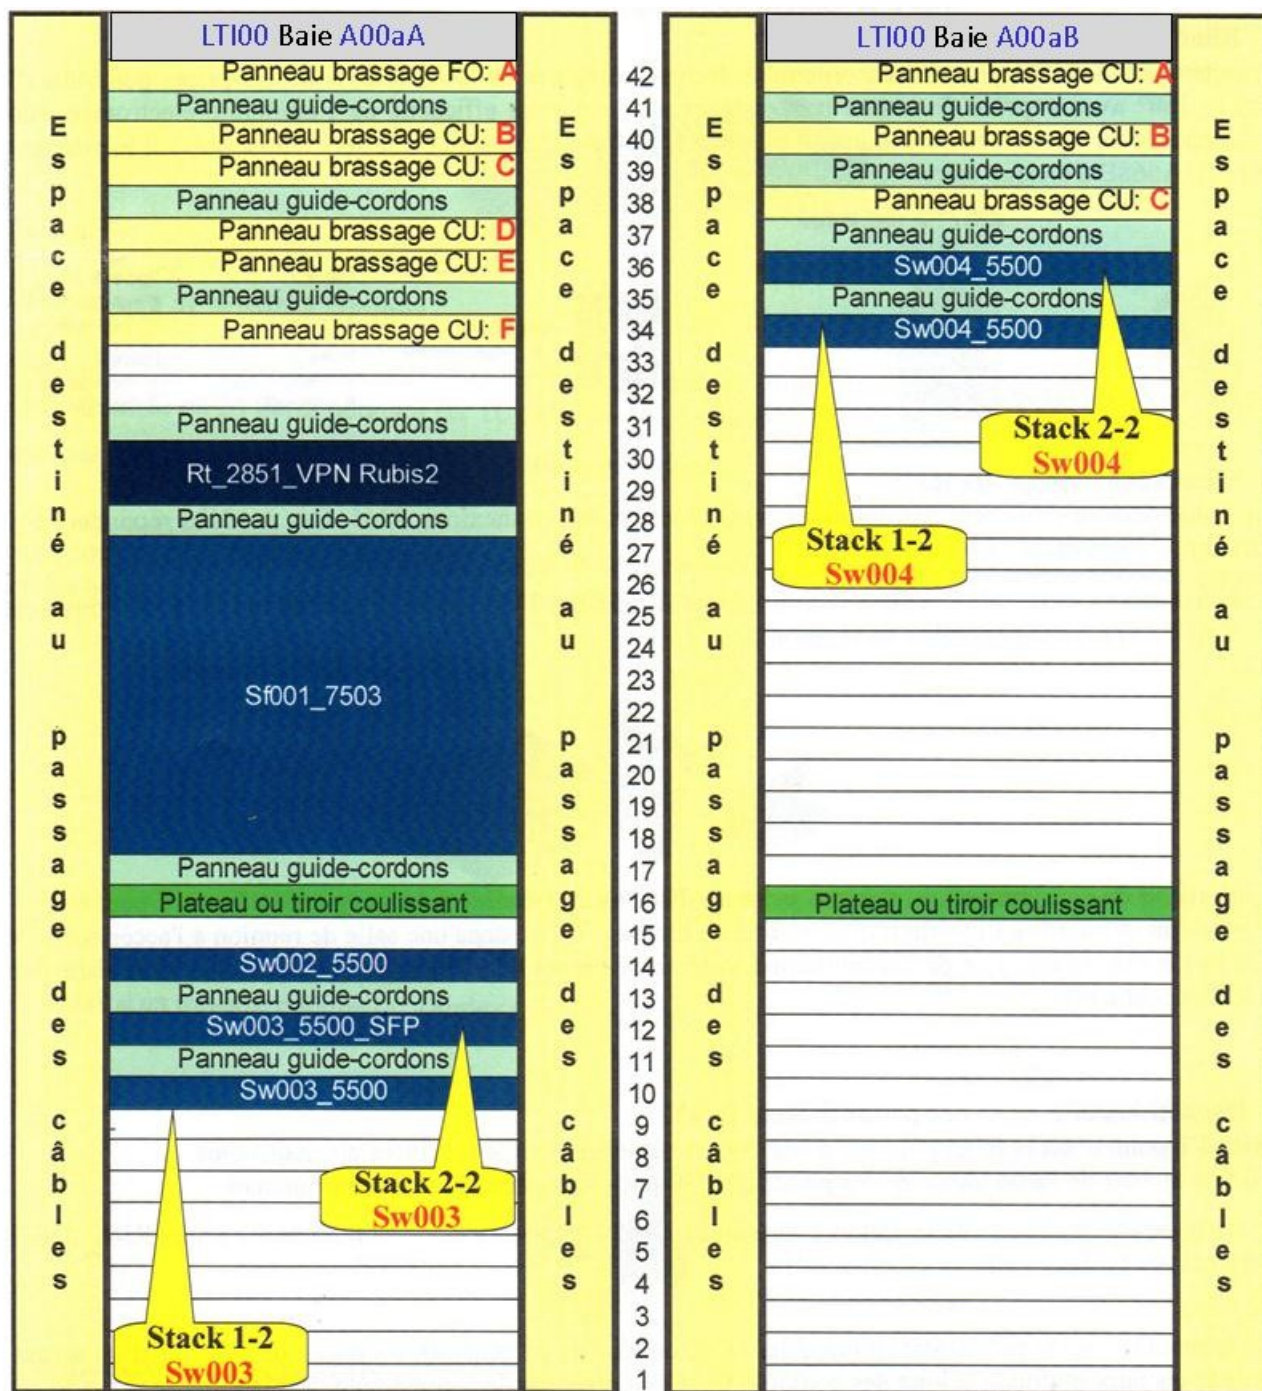 LTI00 Baie A00aA
Panneau brassage FO: A
Panneau guide-cordons
Panneau brassage CU: B
Panneau brassage CU: C
Panneau guide-cordons
Panneau brassage CU: D
Panneau brassage CU: E
Panneau guide-cordons
Panneau brassage CU: F
Panneau guide-cordons
Rt_2851_VPN Rubis2
Panneau guide-cordons
Sf001_7503
Panneau guide-cordons
Plateau ou tiroir coulissant
Sw002_5500
Panneau guide-cordons
Sw003_5500_SFP
Panneau guide-cordons
Sw003_5500
Stack 2-2
Sw003
Stack 1-2
Sw003
Espace destiné au passage des câbles
Espace destiné au passage des câbles
42
41
40
39
38
37
36
35
34
33
32
31
30
29
28
27
26
25
24
23
22
21
20
19
18
17
16
15
14
13
12
11
10
9
8
7
6
5
4
3
2
1
LTI00 Baie A00aB
Panneau brassage CU: A
Panneau guide-cordons
Panneau brassage CU: B
Panneau guide-cordons
Panneau brassage CU: C
Panneau guide-cordons
Sw004_5500
Panneau guide-cordons
Sw004_5500
Stack 2-2
Sw004
Stack 1-2
Sw004
Plateau ou tiroir coulissant
Espace destiné au passage des câbles
Espace destiné au passage des câbles